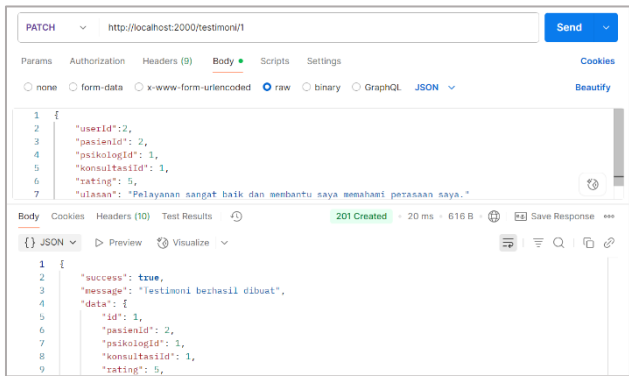 PATCH http://localhost:2000/testimoni/1 Send
Params Authorization Headers (9) Body Scripts Settings Cookies
none form-data x-www-form-urlencoded raw binary GraphQL JSON Beautify
1 {
2 "userId":2,
3 "pasienId": 2,
4 "psikologId": 1,
5 "konsultasiId": 1,
6 "rating": 5,
7 "ulasan": "Pelayanan sangat baik dan membantu saya memahami perasaan saya."
Body Cookies Headers (10) Test Results 201 Created 20 ms 616 B Save Response
{} JSON Preview Visualize
1 {
2 "success": true,
3 "message": "Testimoni berhasil dibuat",
4 "data": {
5 "id": 1,
6 "pasienId": 2,
7 "psikologId": 1,
8 "konsultasiId": 1,
9 "rating": 5,